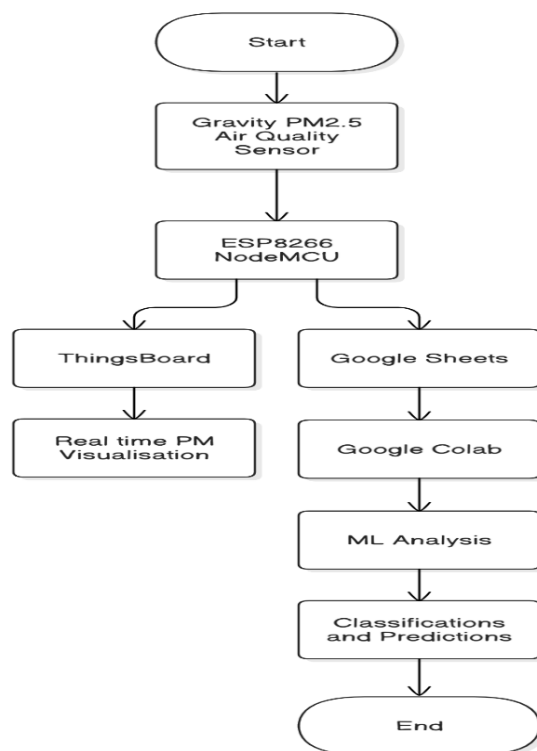 Start
Gravity PM2.5
Air Quality
Sensor
ESP8266
NodeMCU
ThingsBoard
Google Sheets
Real time PM
Visualisation
Google Colab
ML Analysis
Classifications
and Predictions
End